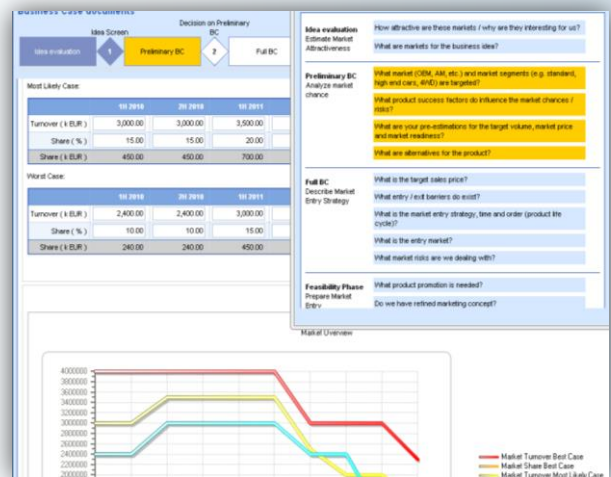 Business Case documents
Idea Screen
Decision on Preliminary
BC
Idea evaluation
1
Preliminary BC
2
Full BC
Most Likely Case:
1H 2010 2H 2010 1H 2011
Turnover ( k EUR ) 3,000.00 3,000.00 3,500.00
Share ( % ) 15.00 15.00 20.00
Share ( k EUR ) 450.00 450.00 700.00
Worst Case:
1H 2010 2H 2010 1H 2011
Turnover ( k EUR ) 2,400.00 2,400.00 3,000.00
Share ( % ) 10.00 10.00 15.00
Share ( k EUR ) 240.00 240.00 450.00
Idea evaluation
Estimate Market
Attractiveness
How attractive are these markets / why are they interesting for us?
What are markets for the business idea?
Preliminary BC
Analyze market
chance
What market (OEM, AM, etc.) and market segments (e.g. standard,
high end cars, 4WD) are targeted?
What product success factors do influence the market chances /
risks?
What are your pre-estimations for the target volume, market price
and market readiness?
What are alternatives for the product?
Full BC
Describe Market
Entry Strategy
What is the target sales price?
What entry / exit barriers do exist?
What is the market entry strategy, time and order (product life
cycle)?
What is the entry market?
What market risks are we dealing with?
Feasibility Phase
Prepare Market
Entry
What product promotion is needed?
Do we have refined marketing concept?
Market Overview
4000000
3800000
3600000
3400000
3200000
3000000
2800000
2600000
2400000
2200000
2000000
Market Turnover Best Case
Market Share Best Case
Market Turnover Most Likely Case